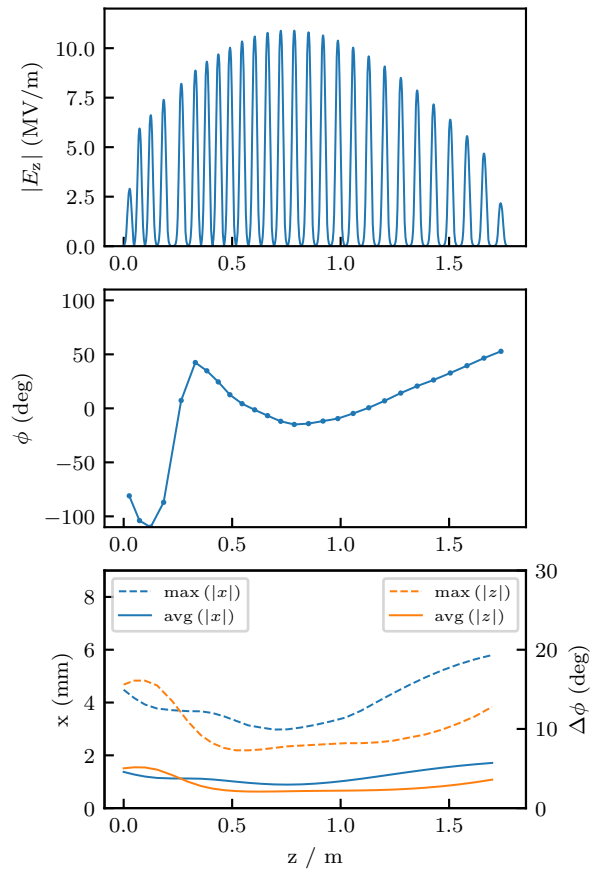 10.0
7.5
5.0
2.5
0.0
|E_z| (MV/m)
0.0 0.5 1.0 1.5
100
50
0
−50
−100
ϕ (deg)
0.0 0.5 1.0 1.5
max (|x|)
avg (|x|)
max (|z|)
avg (|z|)
8
6
4
2
0
x (mm)
30
20
10
0
Δϕ (deg)
0.0 0.5 1.0 1.5
z / m